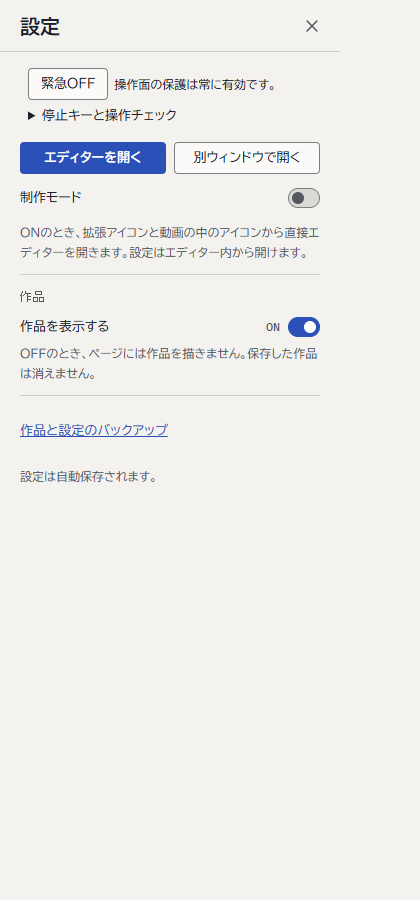 設定
緊急OFF 操作面の保護は常に有効です。
▶ 停止キーと操作チェック
エディターを開く 別ウィンドウで開く
制作モード
ONのとき、拡張アイコンと動画の中のアイコンから直接エ
ディターを開きます。設定はエディター内から開けます。
作品
作品を表示する ON
OFFのとき、ページには作品を描きません。保存した作品
は消えません。
作品と設定のバックアップ
設定は自動保存されます。